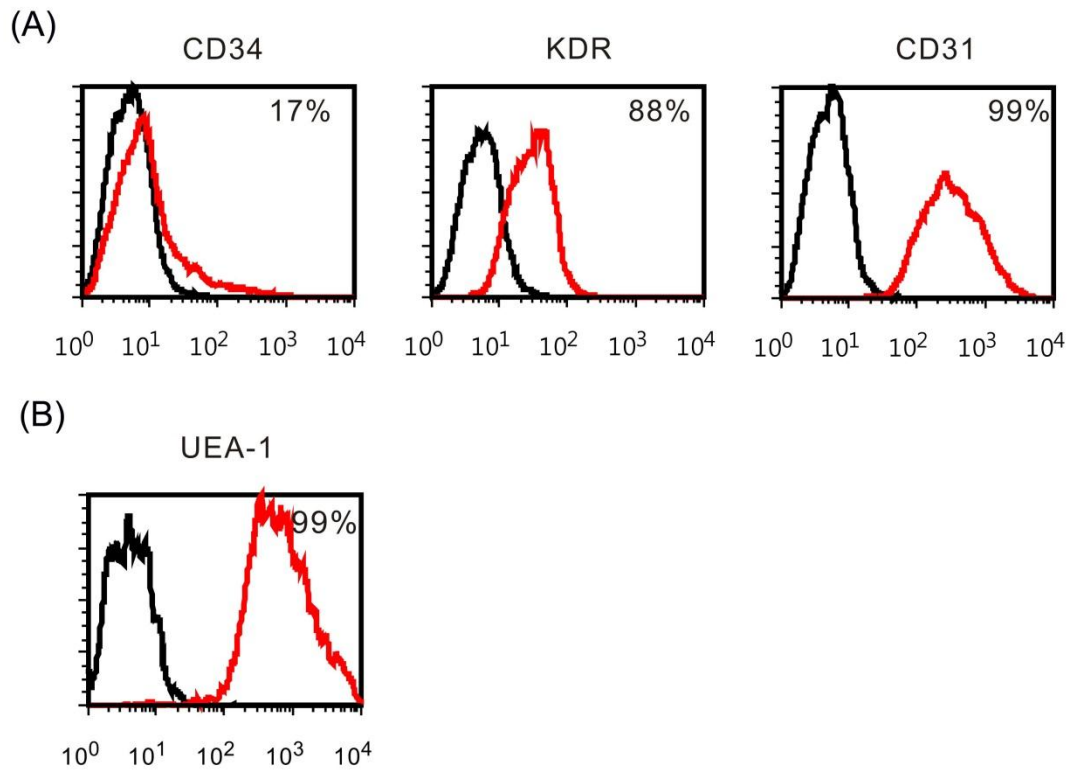 (A)
CD34 KDR CD31
17% 88% 99%
10⁰ 10¹ 10² 10³ 10⁴ 10⁰ 10¹ 10² 10³ 10⁴ 10⁰ 10¹ 10² 10³ 10⁴
(B)
UEA-1
99%
10⁰ 10¹ 10² 10³ 10⁴